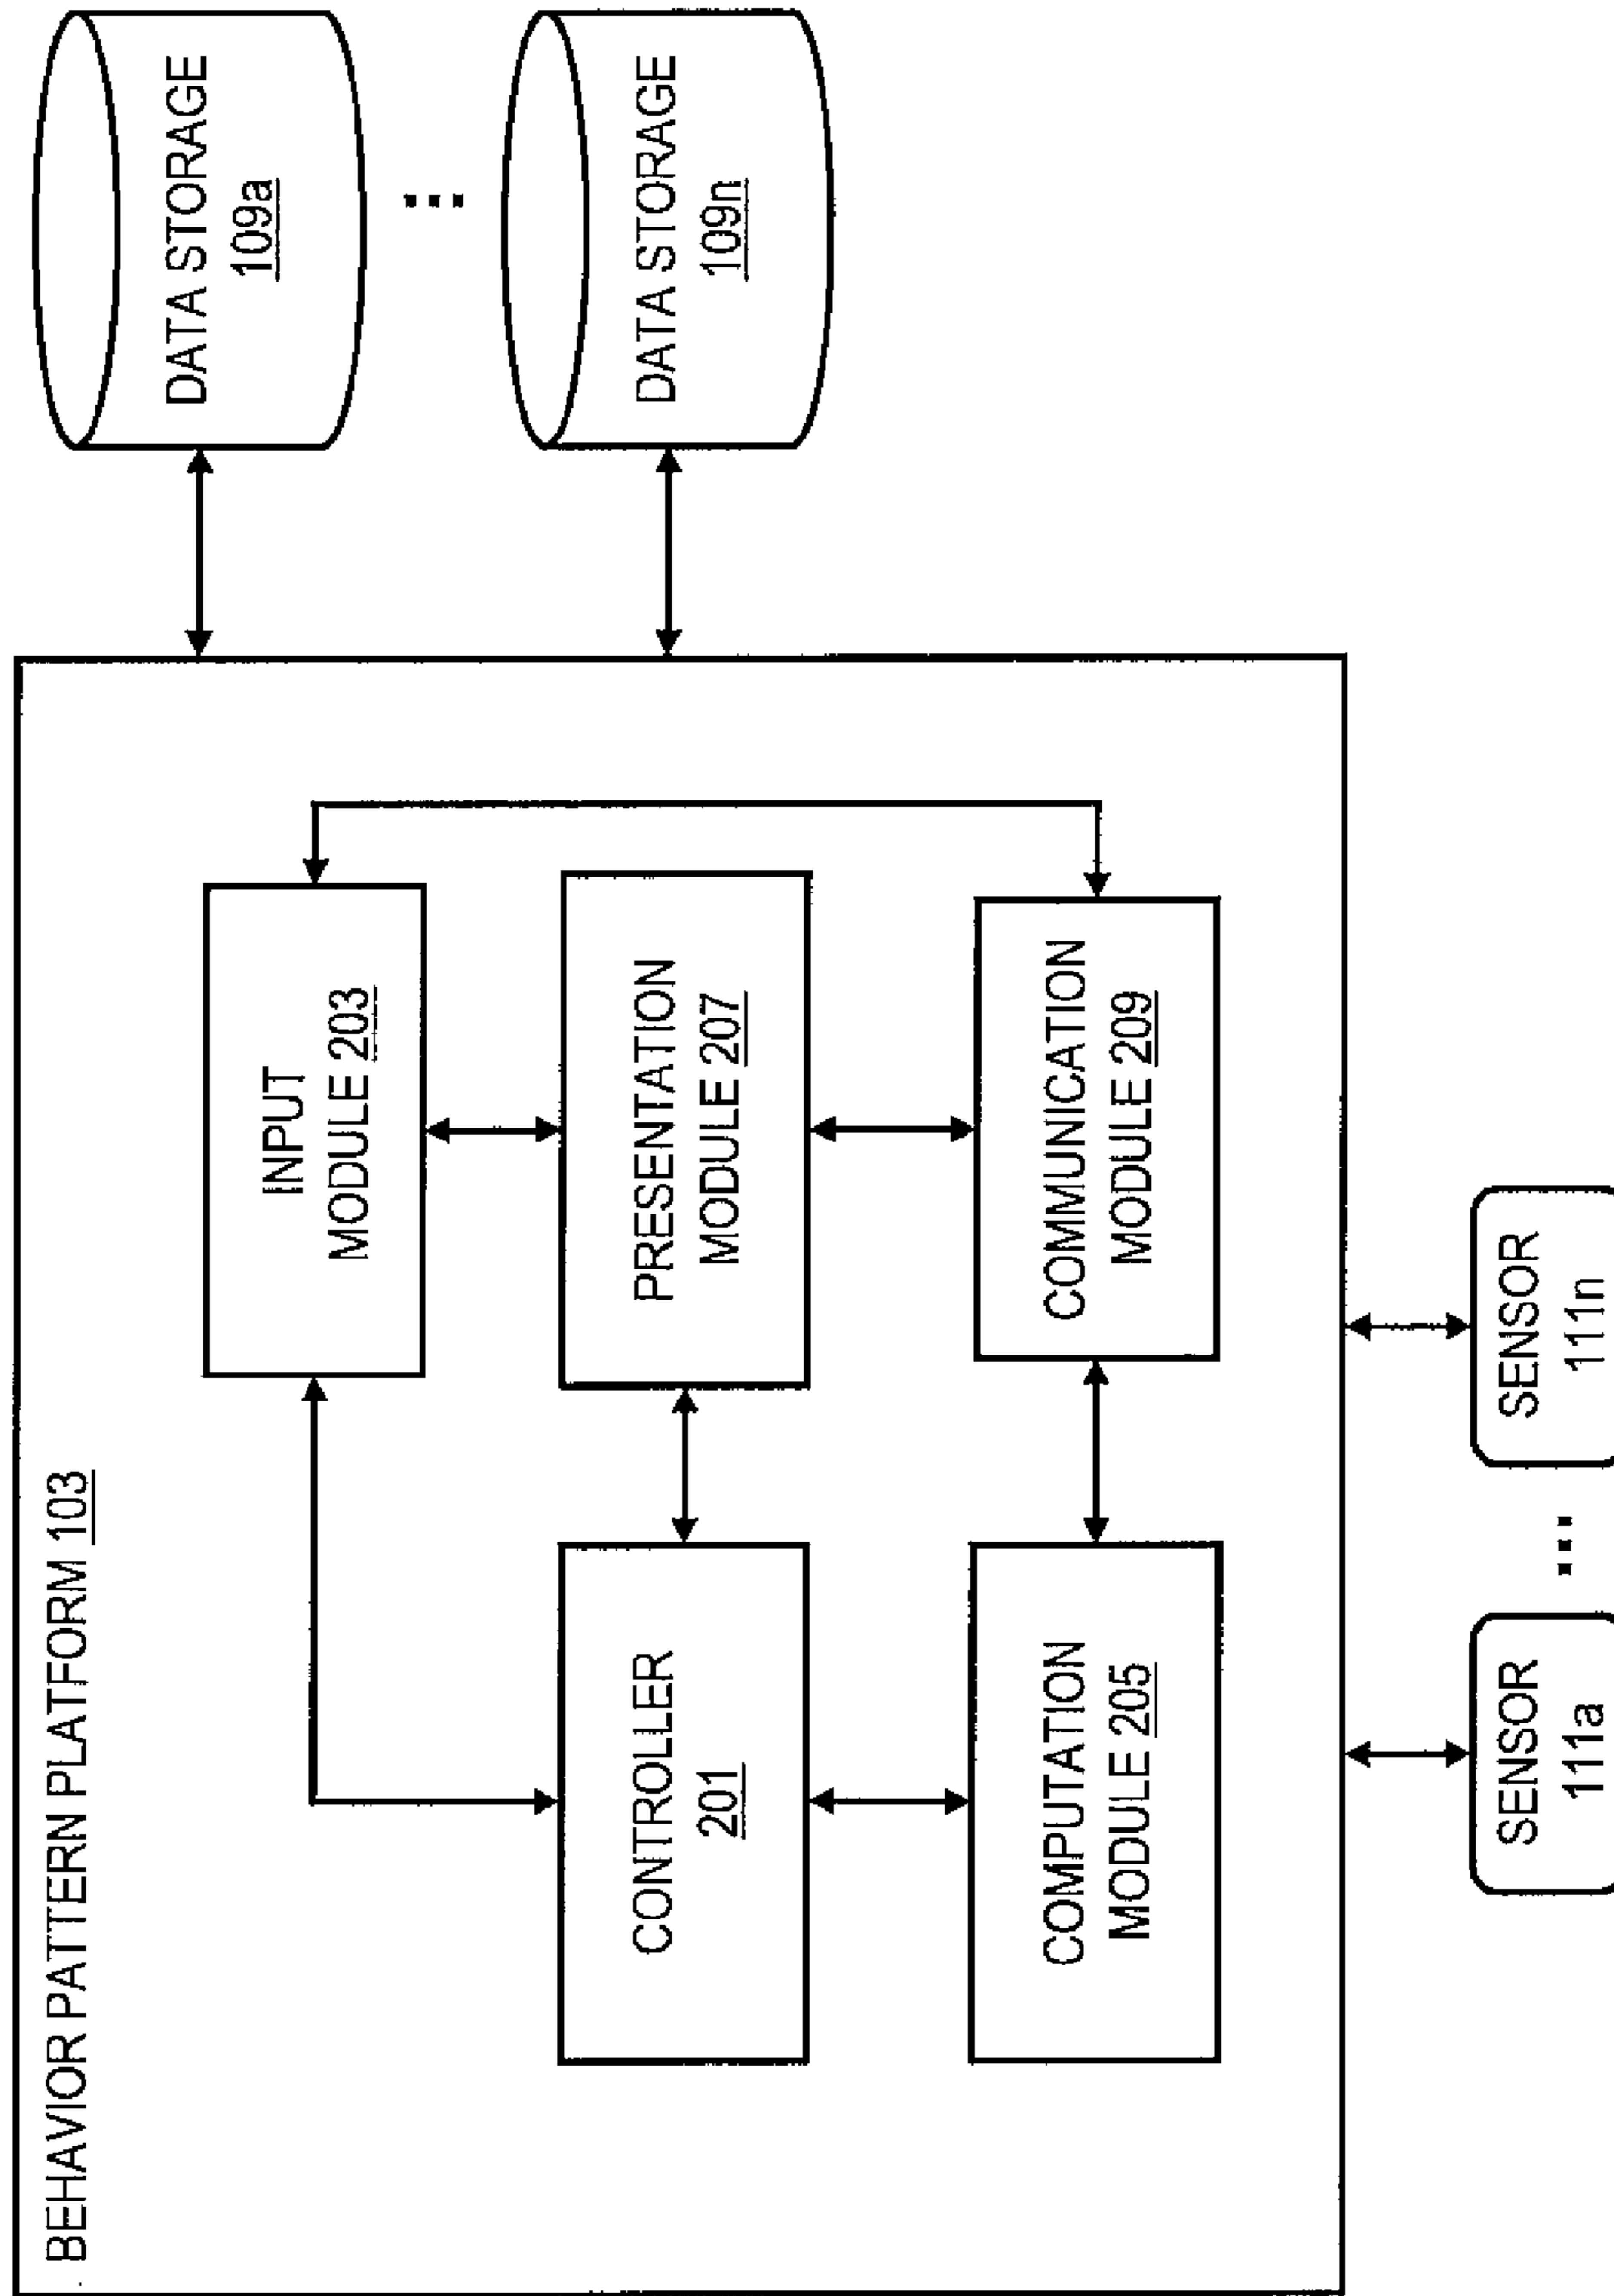 BEHAVIOR PATTERN PLATFORM 103
INPUT
MODULE 203
CONTROLLER
201
PRESENTATION
MODULE 207
COMPUTATION
MODULE 205
COMMUNICATION
MODULE 209
DATA STORAGE
109a
...
DATA STORAGE
109n
SENSOR
111a
...
SENSOR
111n